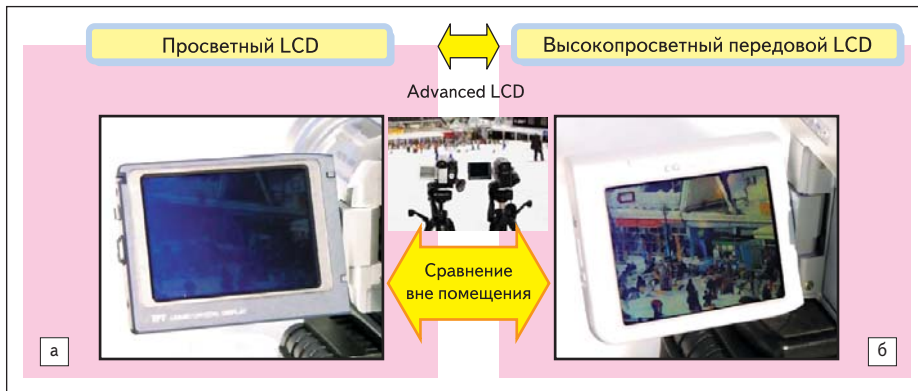 Просветный LCD
Высокопросветный передовой LCD
Advanced LCD
Сравнение
вне помещения
а
б